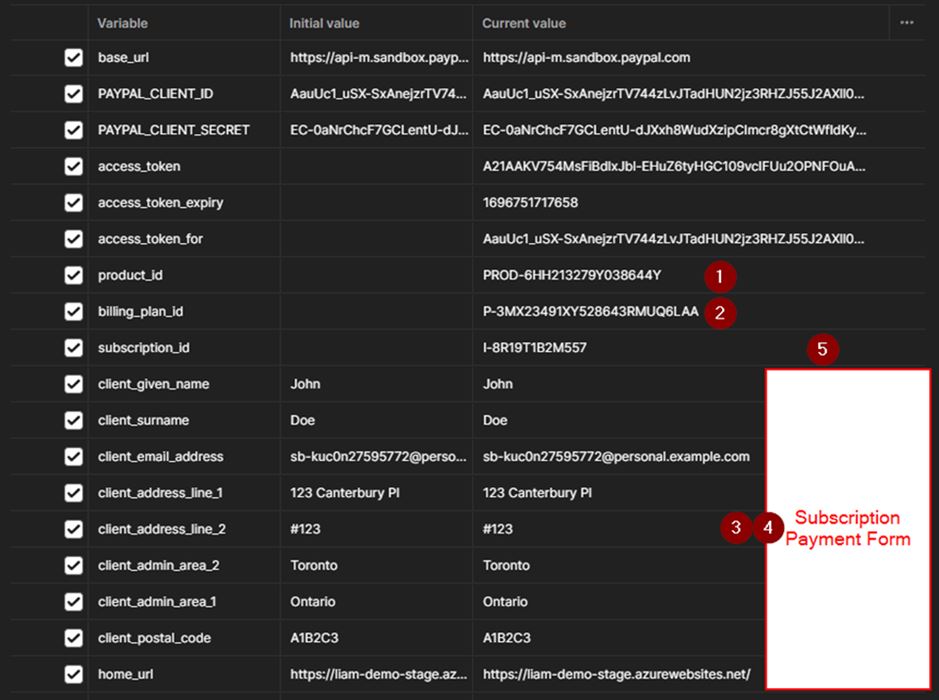 Variable Initial value Current value
base_url https://api-m.sandbox.payp... https://api-m.sandbox.paypal.com
PAYPAL_CLIENT_ID AauUc1_uSX-SxAnejzrTV74... AauUc1_uSX-SxAnejzrTV744zLvJTadHUN2jz3RHZJ55J2AXII0...
PAYPAL_CLIENT_SECRET EC-0aNrChcF7GCLentU-dJ... EC-0aNrChcF7GCLentU-dJXxh8WudXzipCImcr8gXtCtWfIdKy...
access_token A21AAKV754MsFiBdIxJbI-EHuZ6tyHGC109vcIFUu2OPNFOuA...
access_token_expiry 1696751717658
access_token_for AauUc1_uSX-SxAnejzrTV744zLvJTadHUN2jz3RHZJ55J2AXII0...
product_id PROD-6HH213279Y038644Y 1
billing_plan_id P-3MX23491XY528643RMUQ6LAA 2
subscription_id I-8R19T1B2M557 5
client_given_name John John
client_surname Doe Doe
client_email_address sb-kuc0n27595772@perso... sb-kuc0n27595772@personal.example.com
client_address_line_1 123 Canterbury Pl 123 Canterbury Pl
client_address_line_2 #123 #123 3 4
Subscription
Payment Form
client_admin_area_2 Toronto Toronto
client_admin_area_1 Ontario Ontario
client_postal_code A1B2C3 A1B2C3
home_url https://liam-demo-stage.az... https://liam-demo-stage.azurewebsites.net/